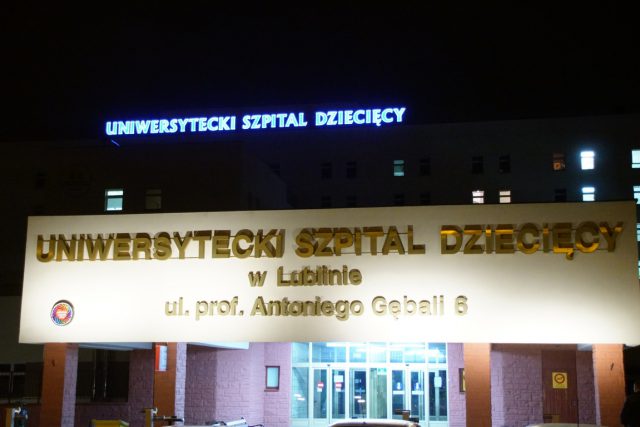 UNIWERSYTECKI SZPITAL DZIECIĘCY
UNIWERSYTECKI SZPITAL DZIECIĘCY
w Lublinie
ul. prof. Antoniego Gębali 6